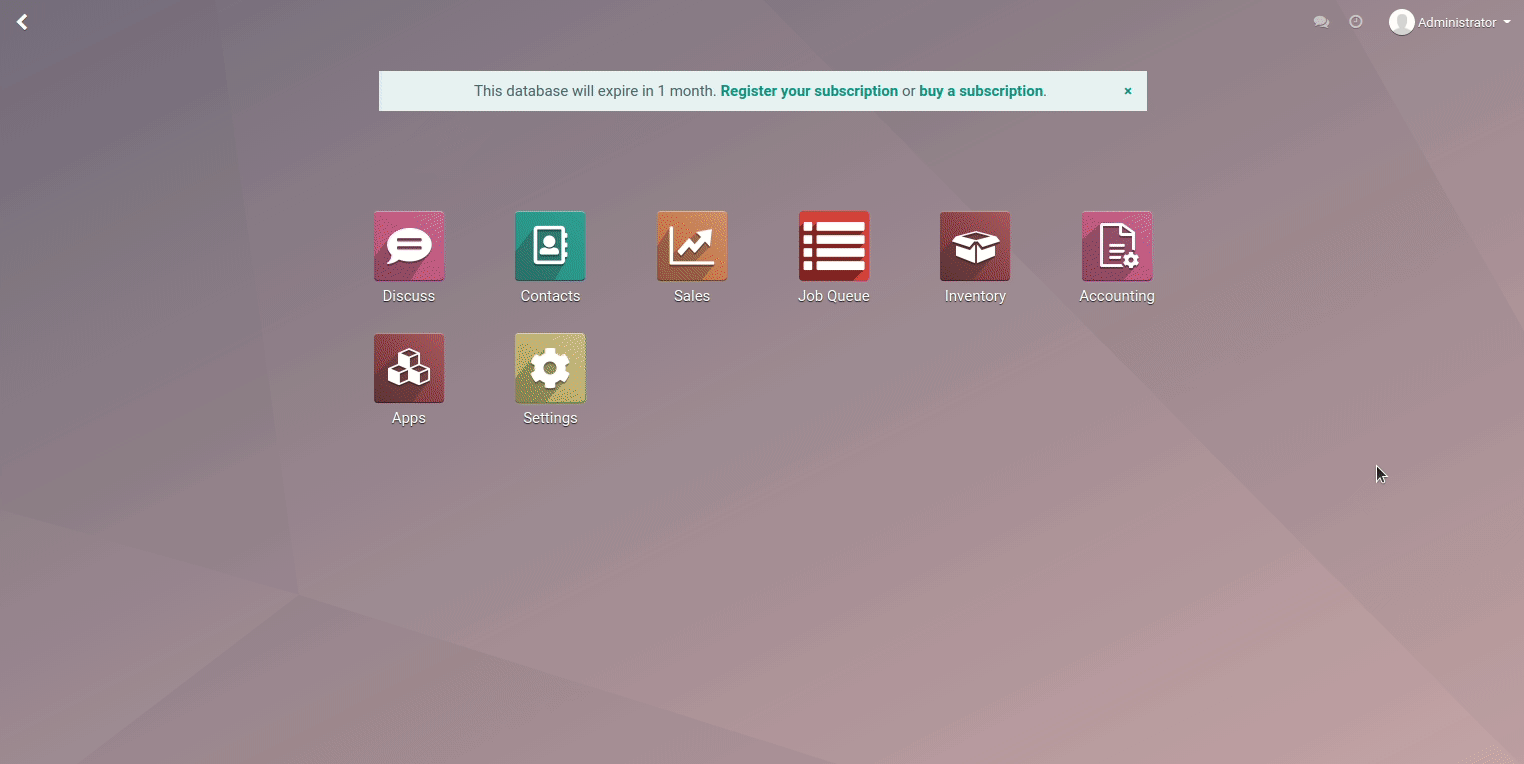 Administrator
This database will expire in 1 month. Register your subscription or buy a subscription.
×
Discuss
Contacts
Sales
Job Queue
Inventory
Accounting
Apps
Settings